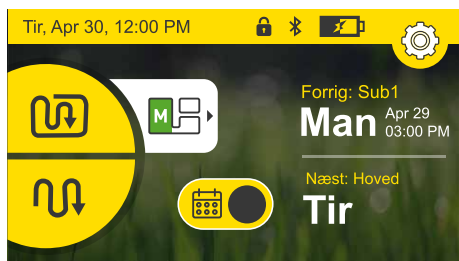 Tir, Apr 30, 12:00 PM
M
Forrig: Sub1
Man Apr 29
03:00 PM
Næst: Hoved
Tir